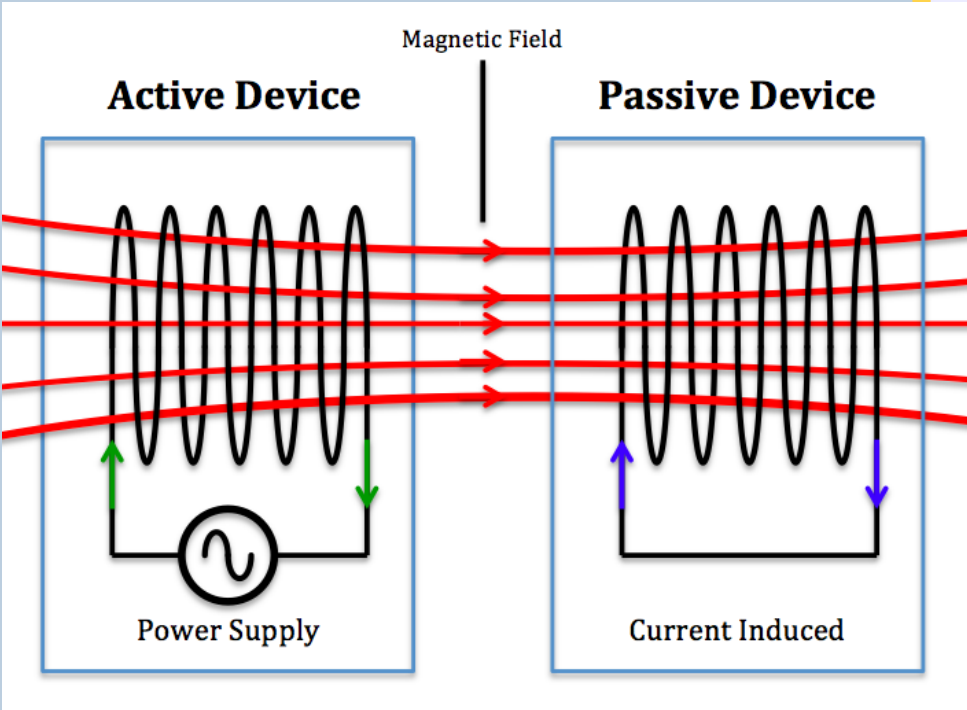 Magnetic Field
Active Device
Passive Device
Power Supply
Current Induced